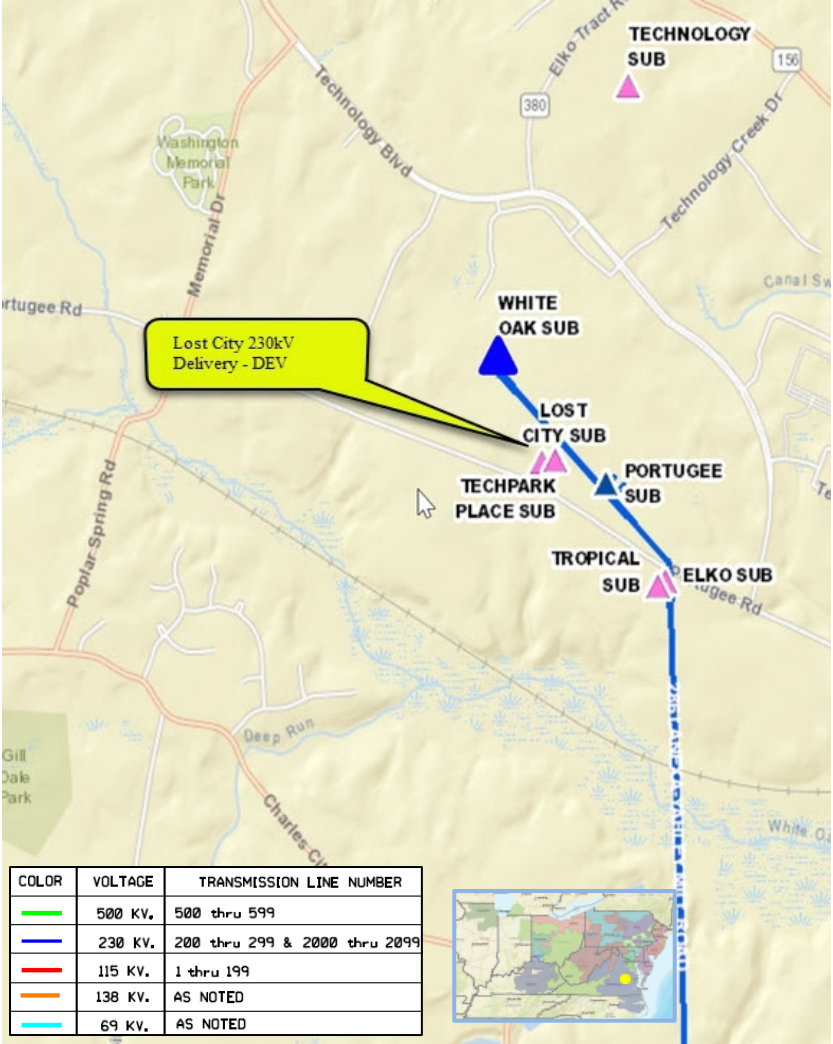 TECHNOLOGY
SUB
Elko Tract R
156
380
Technology Blvd
Technology Creek Dr
Washington
Memorial
Park
Memorial Dr
Canal Sw
rtugee Rd
WHITE
OAK SUB
Lost City 230kV
Delivery - DEV
LOST
CITY SUB
TECHPARK
PLACE SUB
PORTUGEE
SUB
Te
Poplar Spring Rd
TROPICAL
SUB
ELKO SUB
tugee Rd
Deep Run
Gill
Dale
Park
Charles Cit
White Oa
COLOR VOLTAGE TRANSMISSION LINE NUMBER
500 KV. 500 thru 599
230 KV. 200 thru 299 & 2000 thru 2099
115 KV. 1 thru 199
138 KV. AS NOTED
69 KV. AS NOTED